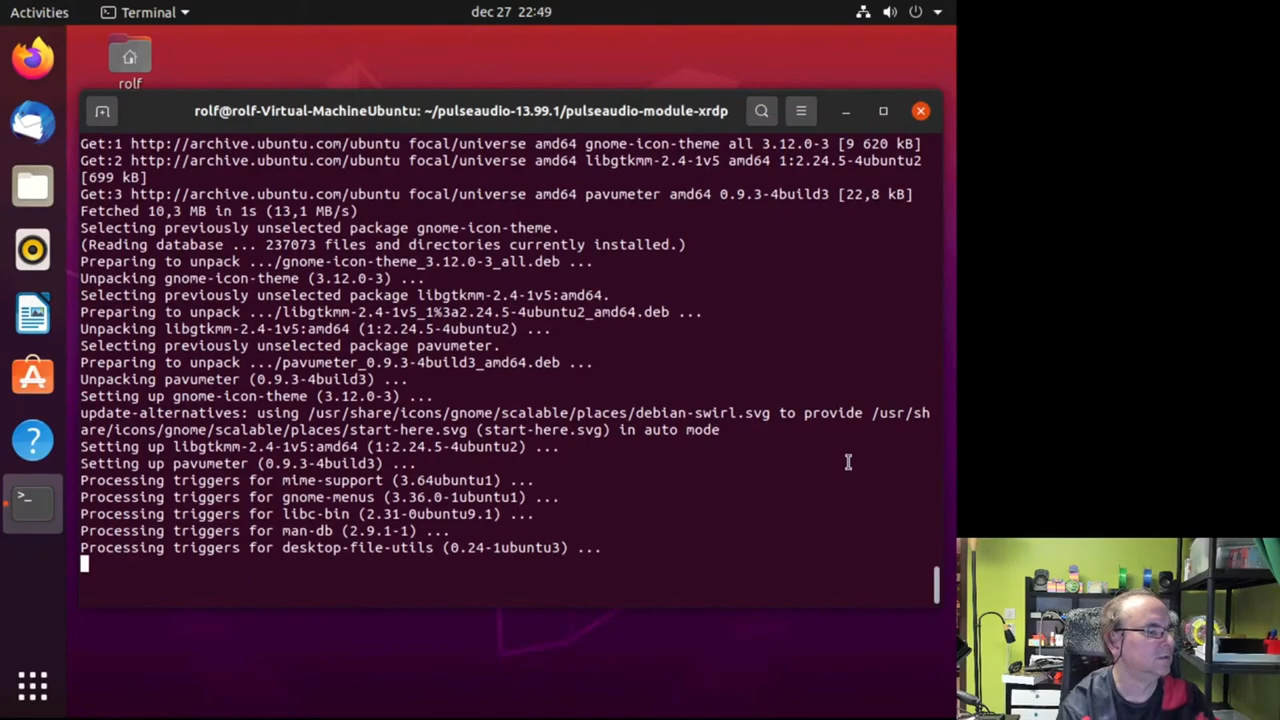 Activities
Terminal
dec 27 22:49
rolf
rolf@rolf-Virtual-MachineUbuntu: ~/pulseaudio-13.99.1/pulseaudio-module-xrdp
Get:1 http://archive.ubuntu.com/ubuntu focal/universe amd64 gnome-icon-theme all 3.12.0-3 [9 620 kB]
Get:2 http://archive.ubuntu.com/ubuntu focal/universe amd64 libgtkmm-2.4-1v5 amd64 1:2.24.5-4ubuntu2
[699 kB]
Get:3 http://archive.ubuntu.com/ubuntu focal/universe amd64 pavumeter amd64 0.9.3-4build3 [22,8 kB]
Fetched 10,3 MB in 1s (13,1 MB/s)
Selecting previously unselected package gnome-icon-theme.
(Reading database ... 237073 files and directories currently installed.)
Preparing to unpack .../gnome-icon-theme_3.12.0-3_all.deb ...
Unpacking gnome-icon-theme (3.12.0-3) ...
Selecting previously unselected package libgtkmm-2.4-1v5:amd64.
Preparing to unpack .../libgtkmm-2.4-1v5_1%3a2.24.5-4ubuntu2_amd64.deb ...
Unpacking libgtkmm-2.4-1v5:amd64 (1:2.24.5-4ubuntu2) ...
Selecting previously unselected package pavumeter.
Preparing to unpack .../pavumeter_0.9.3-4build3_amd64.deb ...
Unpacking pavumeter (0.9.3-4build3) ...
Setting up gnome-icon-theme (3.12.0-3) ...
update-alternatives: using /usr/share/icons/gnome/scalable/places/debian-swirl.svg to provide /usr/sh
are/icons/gnome/scalable/places/start-here.svg (start-here.svg) in auto mode
Setting up libgtkmm-2.4-1v5:amd64 (1:2.24.5-4ubuntu2) ...
Setting up pavumeter (0.9.3-4build3) ...
Processing triggers for mime-support (3.64ubuntu1) ...
Processing triggers for gnome-menus (3.36.0-1ubuntu1) ...
Processing triggers for libc-bin (2.31-0ubuntu9.1) ...
Processing triggers for man-db (2.9.1-1) ...
Processing triggers for desktop-file-utils (0.24-1ubuntu3) ...